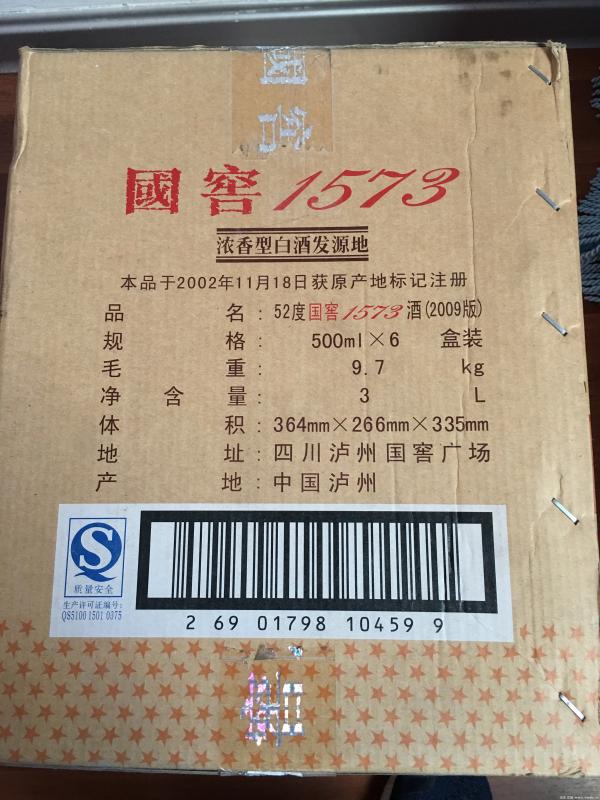 国窖
國窖1573
浓香型白酒发源地
本品于2002年11月18日获原产地标记注册
品 名:52度国窖1573酒(2009版)
规 格:500ml×6 盒装
毛 重:9.7 kg
净 含 量:3 L
体 积:364mm×266mm×335mm
地 址:四川泸州国窖广场
产 地:中国泸州
质量安全
生产许可证编号:
QS5100 1501 0375
2 69 01798 10459 9